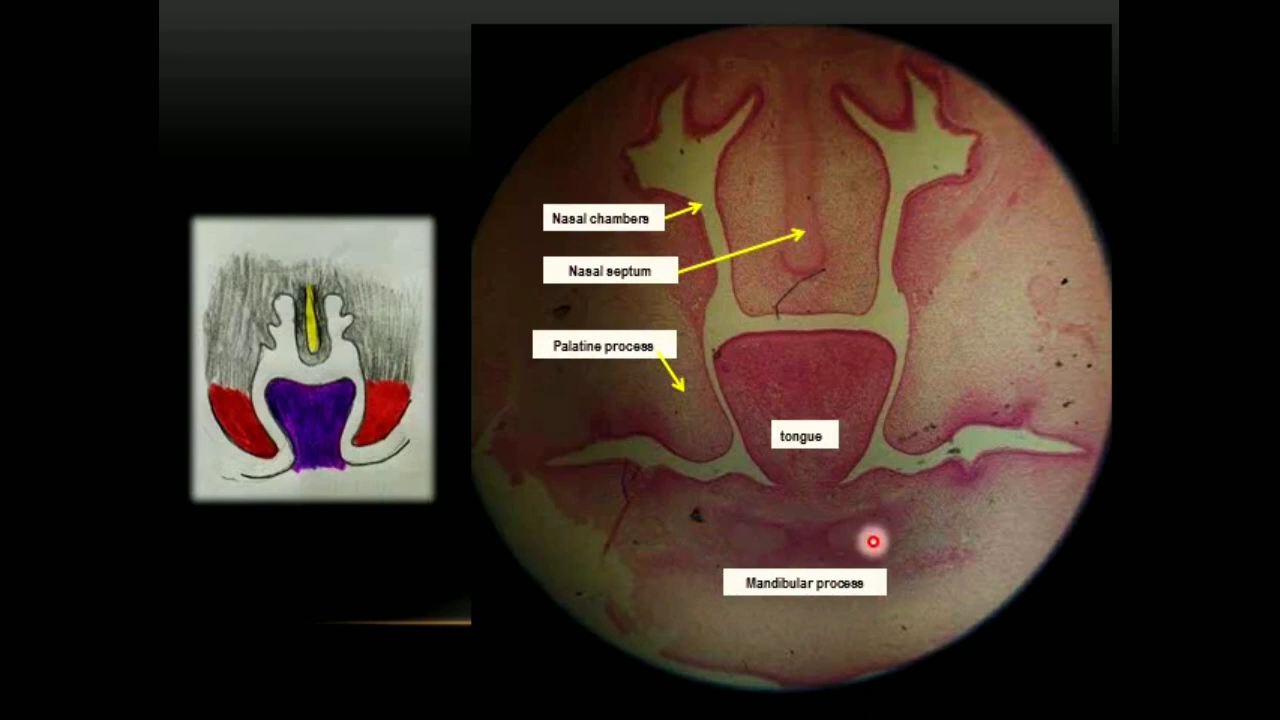 Nasal chambers
Nasal septum
Palatine process
tongue
Mandibular process